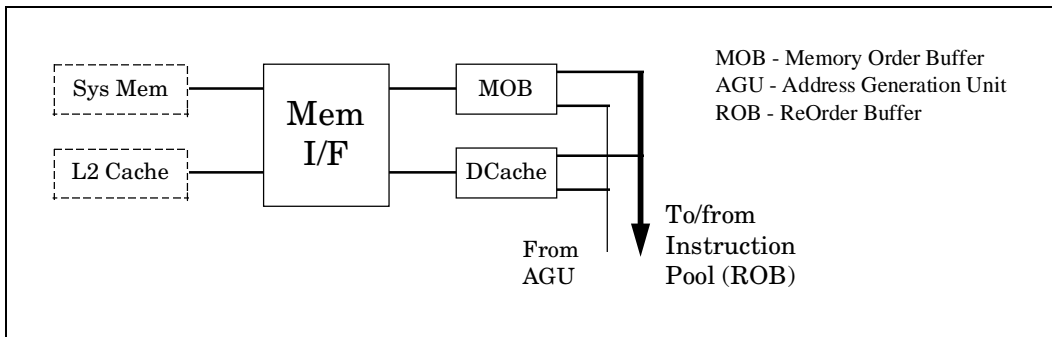 Sys Mem
L2 Cache
Mem
I/F
MOB
DCache
From
AGU
To/from
Instruction
Pool (ROB)
MOB - Memory Order Buffer
AGU - Address Generation Unit
ROB - ReOrder Buffer